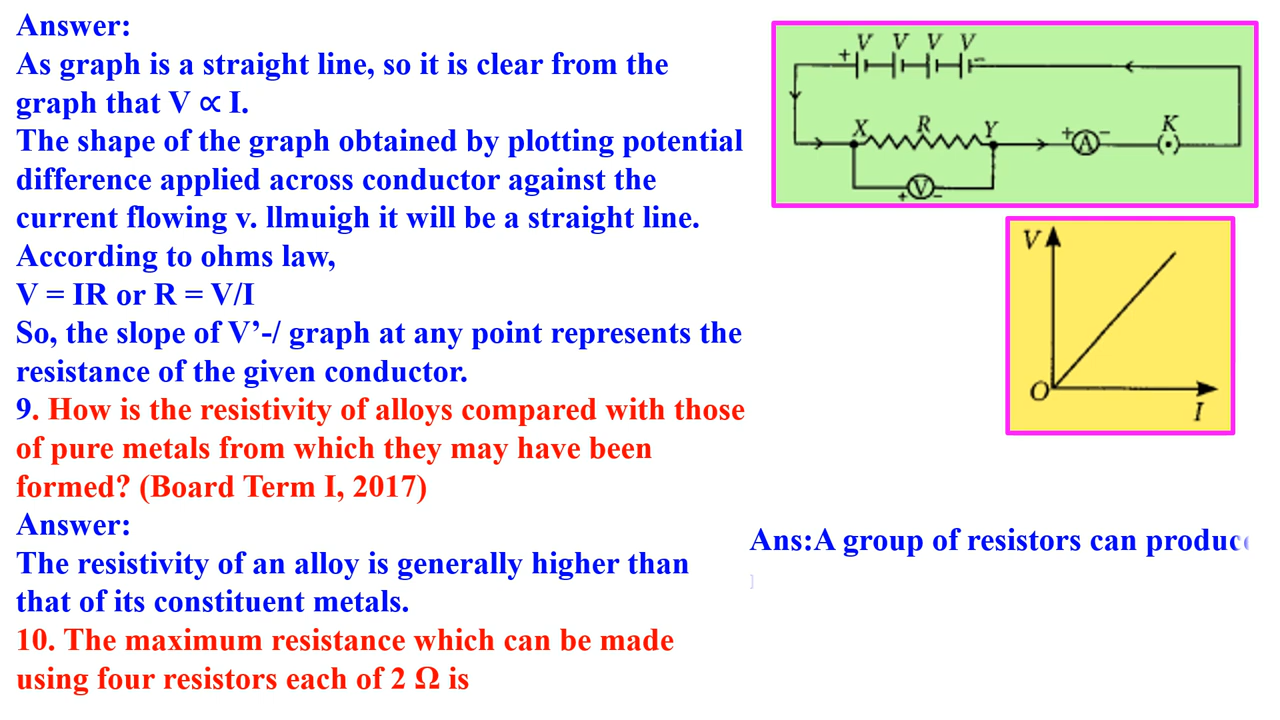 Answer:
As graph is a straight line, so it is clear from the
graph that V ∝ I.
The shape of the graph obtained by plotting potential
difference applied across conductor against the
current flowing v. llmuigh it will be a straight line.
According to ohms law,
V = IR or R = V/I
So, the slope of V’-/ graph at any point represents the
resistance of the given conductor.
9. How is the resistivity of alloys compared with those
of pure metals from which they may have been
formed? (Board Term I, 2017)
Answer:
The resistivity of an alloy is generally higher than
that of its constituent metals.
10. The maximum resistance which can be made
using four resistors each of 2 Ω is
+ V V V V −
X R Y + A − K
+ V −
V
O
I
Ans:A group of resistors can produc